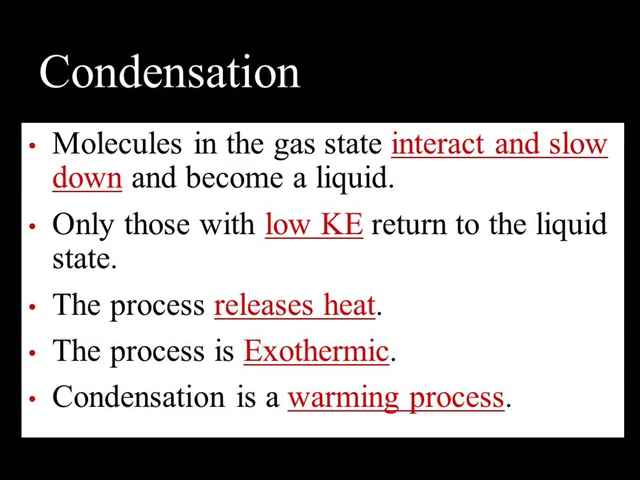 Condensation
• Molecules in the gas state interact and slow
down and become a liquid.
• Only those with low KE return to the liquid
state.
• The process releases heat.
• The process is Exothermic.
• Condensation is a warming process.